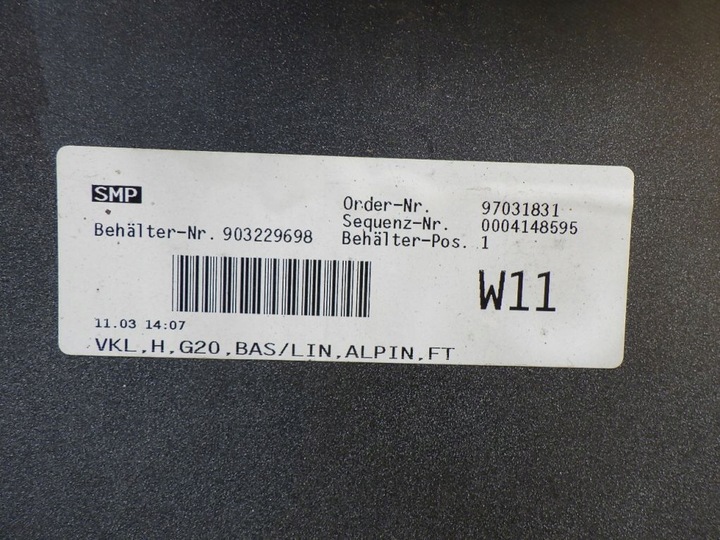 SMP
Order-Nr. 97031831
Sequenz-Nr. 0004148595
Behälter-Nr. 903229698 Behälter-Pos. 1
W11
11.03 14:07
VKL,H,G20,BAS/LIN,ALPIN,FT